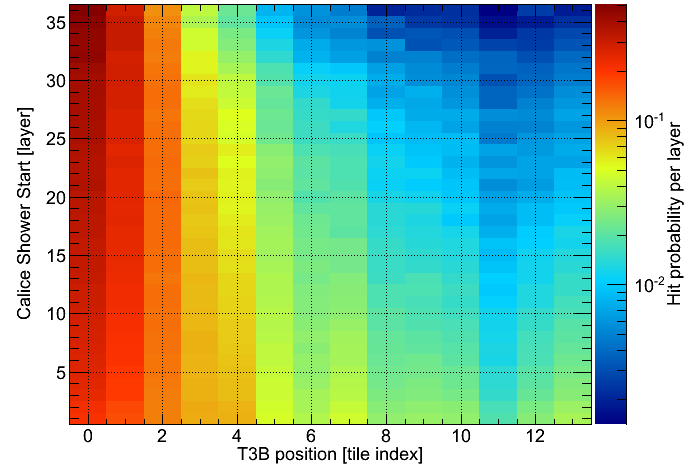 35
30
25
20
15
10
5
0 2 4 6 8 10 12
Calice Shower Start [layer]
T3B position [tile index]
10^-1
10^-2
Hit probability per layer